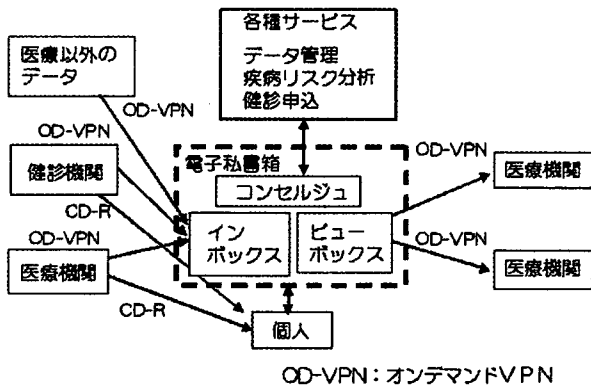 各種サービス
データ管理
疾病リスク分析
健診申込
医療以外の
データ
OD-VPN
OD-VPN
健診機関
CD-R
OD-VPN
医療機関
CD-R
電子私書箱
コンセルジュ
イン
ボックス
ビュー
ボックス
個人
OD-VPN
医療機関
OD-VPN
医療機関
OD-VPN：オンデマンドVPN